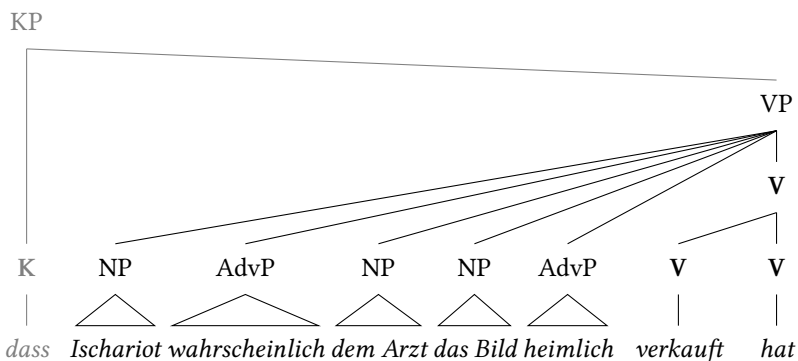 KP
VP
V
K NP AdvP NP NP AdvP V V
dass Ischariot wahrscheinlich dem Arzt das Bild heimlich verkauft hat